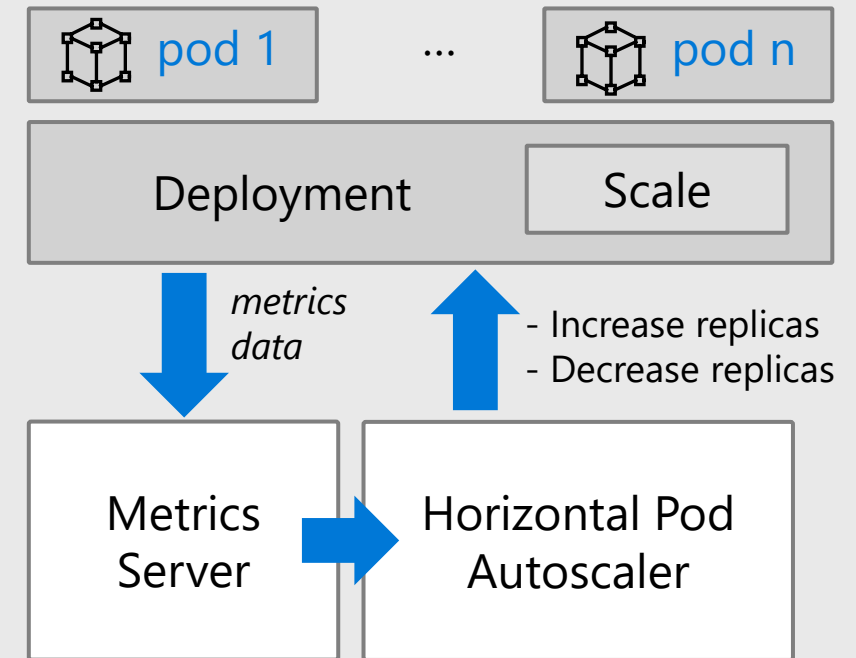 pod 1
...
pod n
Deployment
Scale
metrics
data
- Increase replicas
- Decrease replicas
Metrics
Server
Horizontal Pod
Autoscaler